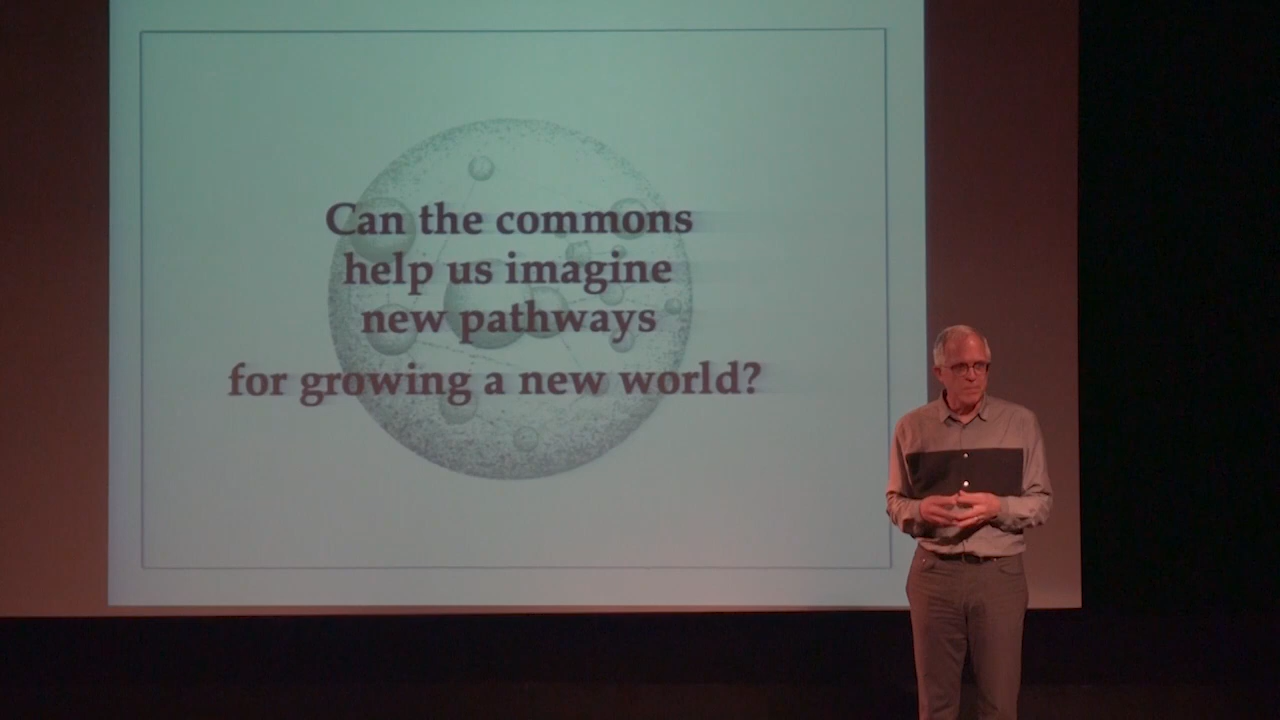 Can the commons
help us imagine
new pathways
for growing a new world?